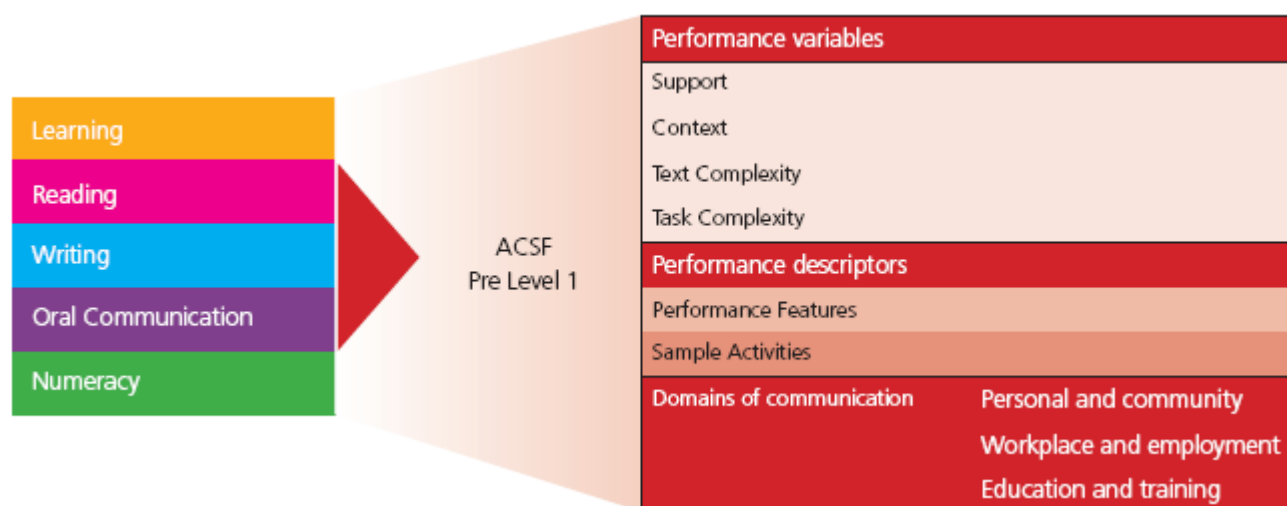 Learning
Reading
Writing
Oral Communication
Numeracy
ACSF
Pre Level 1
Performance variables
Support
Context
Text Complexity
Task Complexity
Performance descriptors
Performance Features
Sample Activities
Domains of communication
Personal and community
Workplace and employment
Education and training